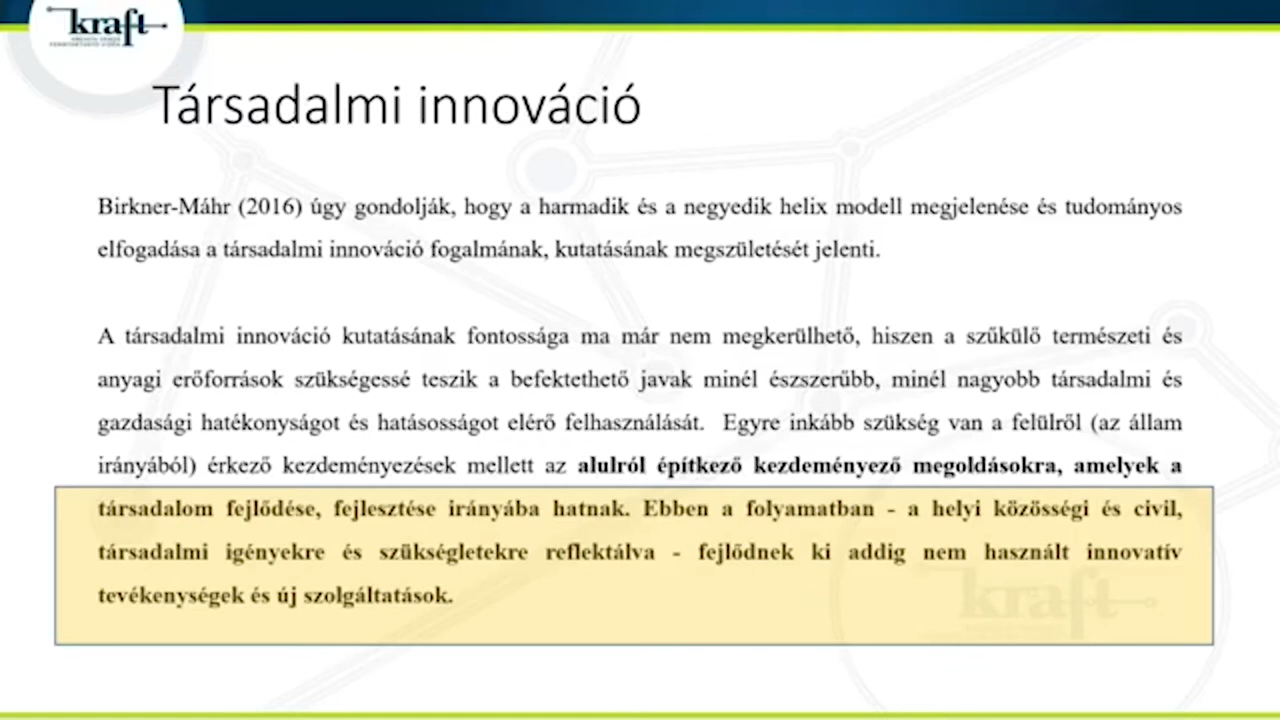 kraft
Társadalmi innováció
Birkner-Máhr (2016) úgy gondolják, hogy a harmadik és a negyedik helix modell megjelenése és tudományos
elfogadása a társadalmi innováció fogalmának, kutatásának megszületését jelenti.
A társadalmi innováció kutatásának fontossága ma már nem megkerülhető, hiszen a szűkülő természeti és
anyagi erőforrások szükségessé teszik a befektethető javak minél észszerűbb, minél nagyobb társadalmi és
gazdasági hatékonyságot és hatásosságot elérő felhasználását. Egyre inkább szükség van a felülről (az állam
irányából) érkező kezdeményezések mellett az alulról építkező kezdeményező megoldásokra, amelyek a
társadalom fejlődése, fejlesztése irányába hatnak. Ebben a folyamatban - a helyi közösségi és civil,
társadalmi igényekre és szükségletekre reflektálva - fejlődnek ki addig nem használt innovatív
tevékenységek és új szolgáltatások.
kraft